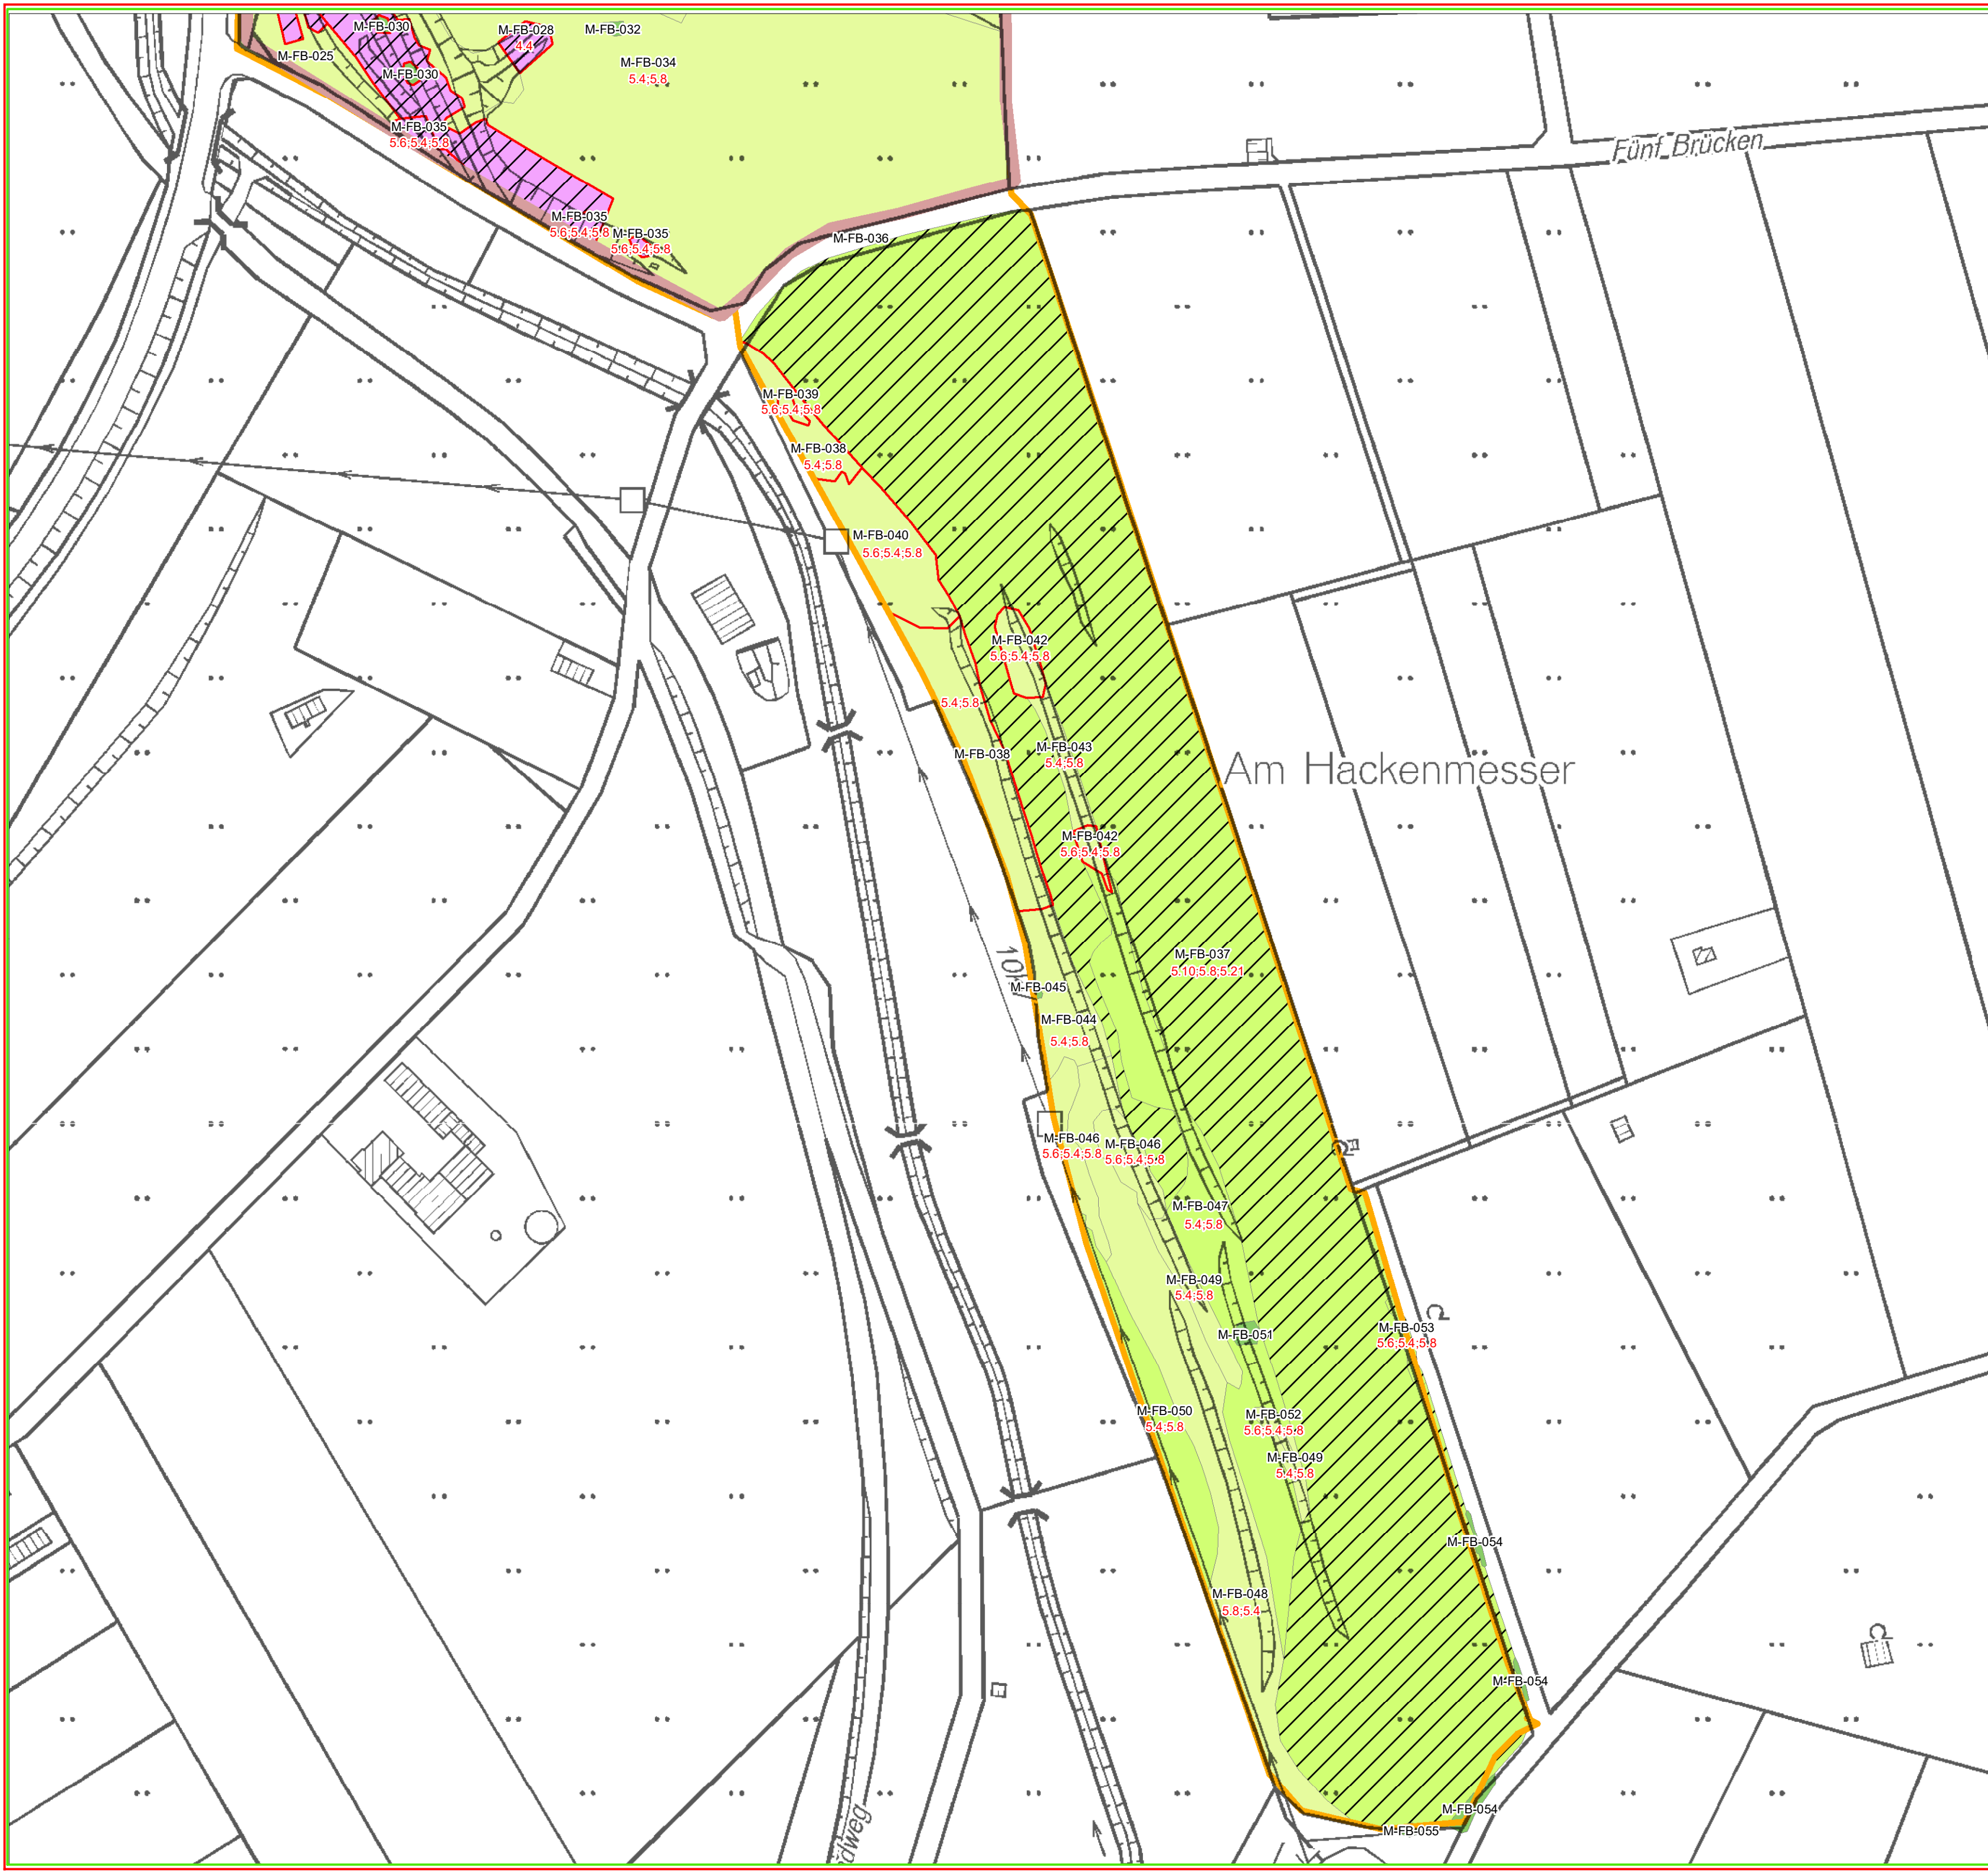 M-FB-030
M-FB-028
4.4
M-FB-032
M-FB-025
M-FB-034
5.4;5.8
M-FB-030
M-FB-035
5.6;5.4;5.8
Fünf Brücken
M-FB-035
5.6;5.4;5.8
M-FB-035
5.6;5.4;5.8
M-FB-036
M-FB-039
5.6;5.4;5.8
M-FB-038
5.4;5.8
M-FB-040
5.6;5.4;5.8
M-FB-042
5.6;5.4;5.8
5.4;5.8
M-FB-038
M-FB-043
5.4;5.8
Am Hackenmesser
M-FB-042
5.6;5.4;5.8
M-FB-037
5.10;5.8;5.21
M-FB-045
M-FB-044
5.4;5.8
M-FB-046
5.6;5.4;5.8
M-FB-046
5.6;5.4;5.8
M-FB-047
5.4;5.8
M-FB-049
5.4;5.8
M-FB-051
M-FB-053
5.6;5.4;5.8
M-FB-050
5.4;5.8
M-FB-052
5.6;5.4;5.8
M-FB-049
5.4;5.8
M-FB-054
M-FB-048
5.8;5.4
M-FB-054
M-FB-054
M-FB-055